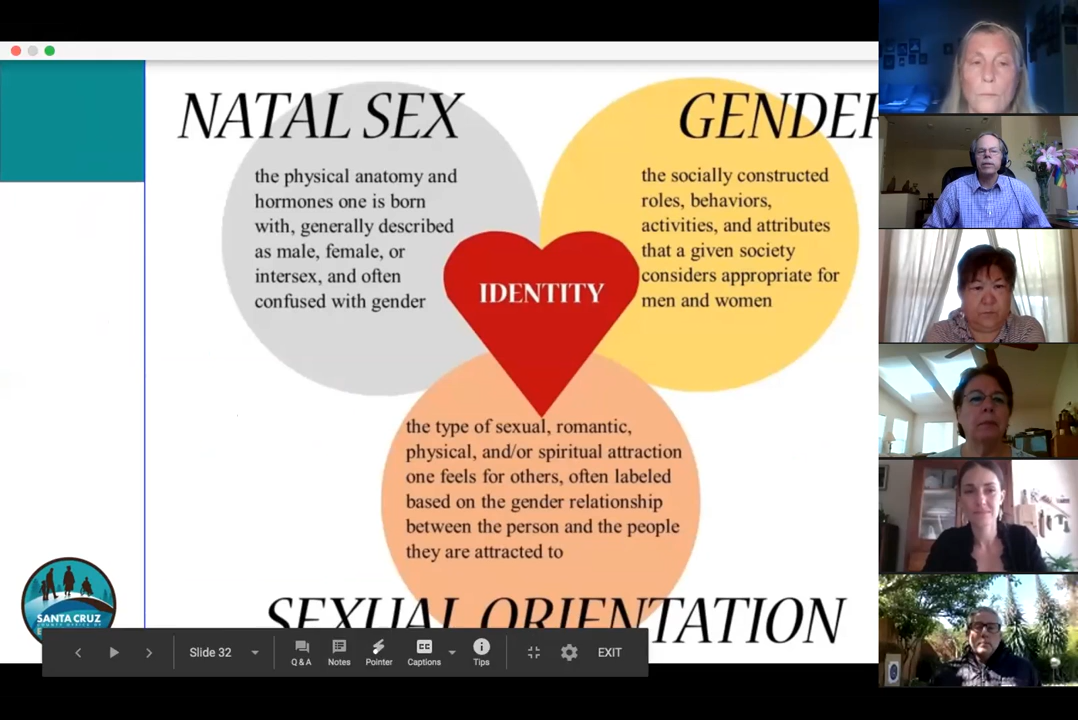 NATAL SEX
the physical anatomy and
hormones one is born
with, generally described
as male, female, or
intersex, and often
confused with gender
GENDER
the socially constructed
roles, behaviors,
activities, and attributes
that a given society
considers appropriate for
men and women
IDENTITY
the type of sexual, romantic,
physical, and/or spiritual attraction
one feels for others, often labeled
based on the gender relationship
between the person and the people
they are attracted to
SEXUAL ORIENTATION
SANTA CRUZ
Slide 32
Q & A
Notes
Pointer
Captions
Tips
EXIT